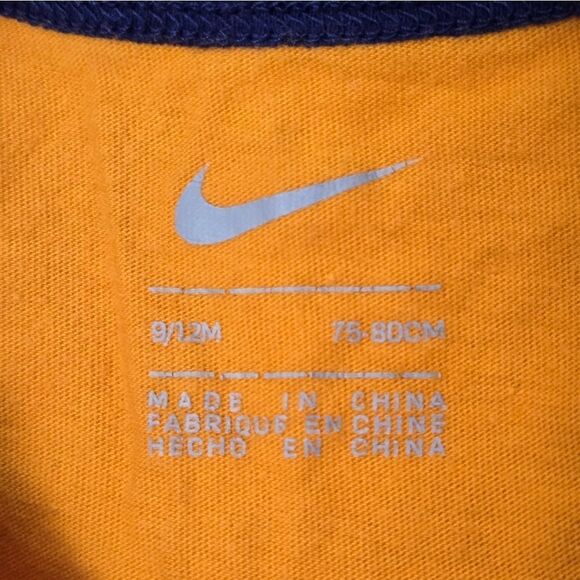 9/12M 75-80CM
MADE IN CHINA
FABRIQUE EN CHINE
HECHO EN CHINA